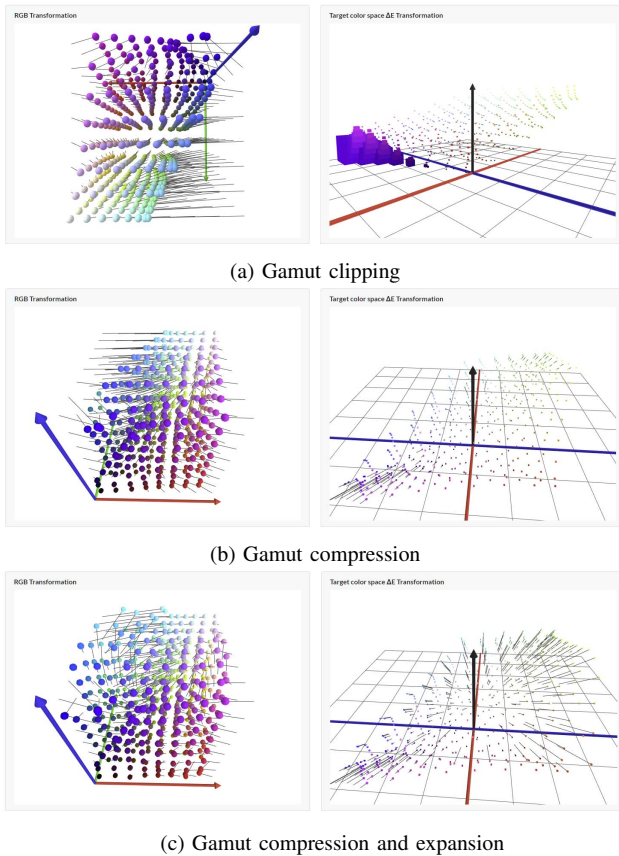 RGB Transformation
Target color space ΔE Transformation
(a) Gamut clipping
RGB Transformation
Target color space ΔE Transformation
(b) Gamut compression
RGB Transformation
Target color space ΔE Transformation
(c) Gamut compression and expansion